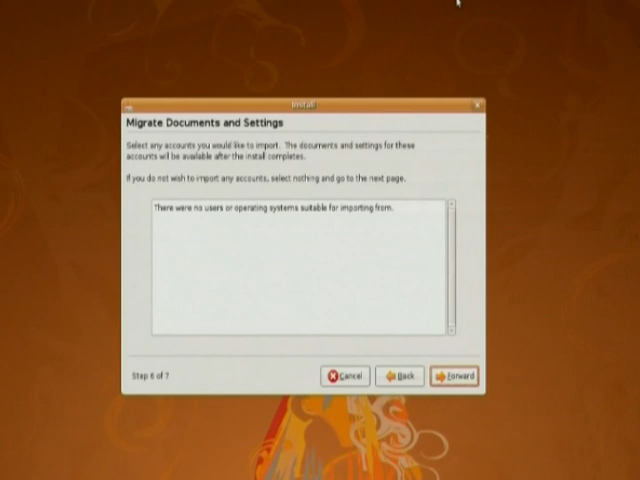 Install
Migrate Documents and Settings
Select any accounts you would like to import. The documents and settings for these
accounts will be available after the install completes.
If you do not wish to import any accounts, select nothing and go to the next page.
There were no users or operating systems suitable for importing from.
Step 6 of 7
Cancel
Back
Forward